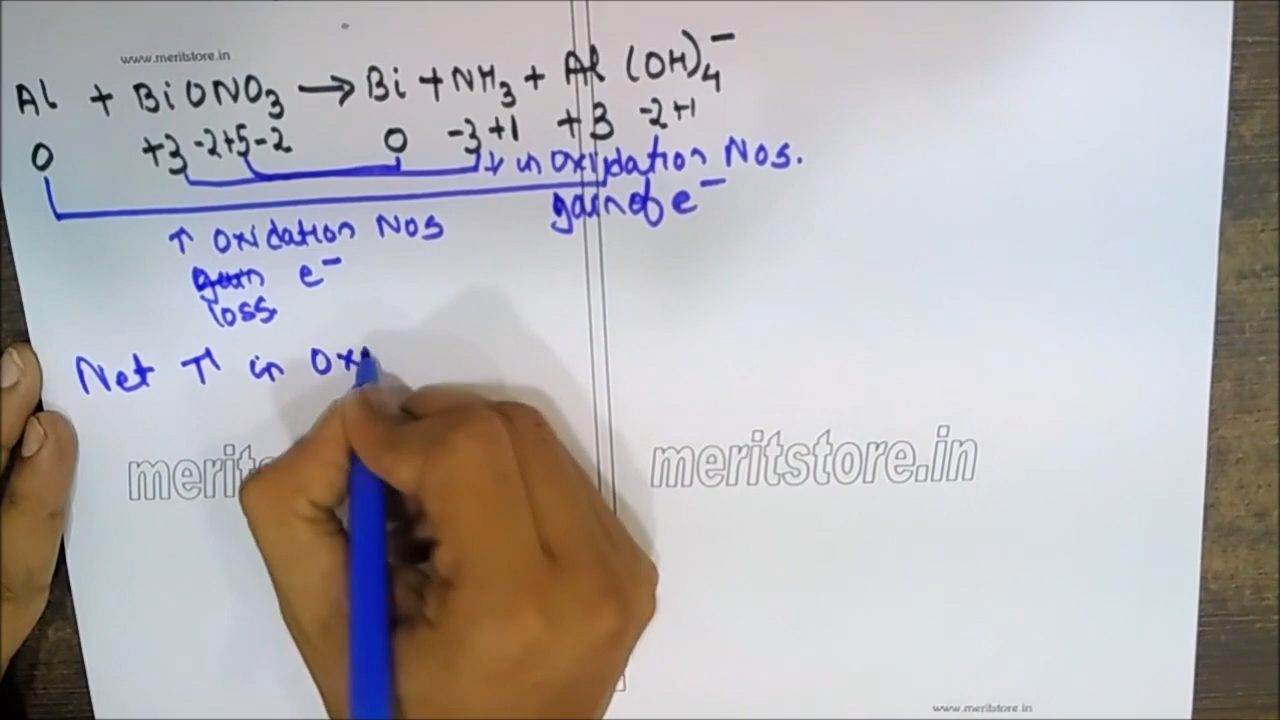 www.meritstore.in
Al + BiONO3 → Bi + NH3 + Al (OH)4−
0 +3 -2+5-2 0 -3+1 +3 -2+1
↓ in oxidation Nos.
gain of e−
↑ oxidation Nos
gain e−
loss
Net ↑ in Ox
meritstore.in
www.meritstore.in